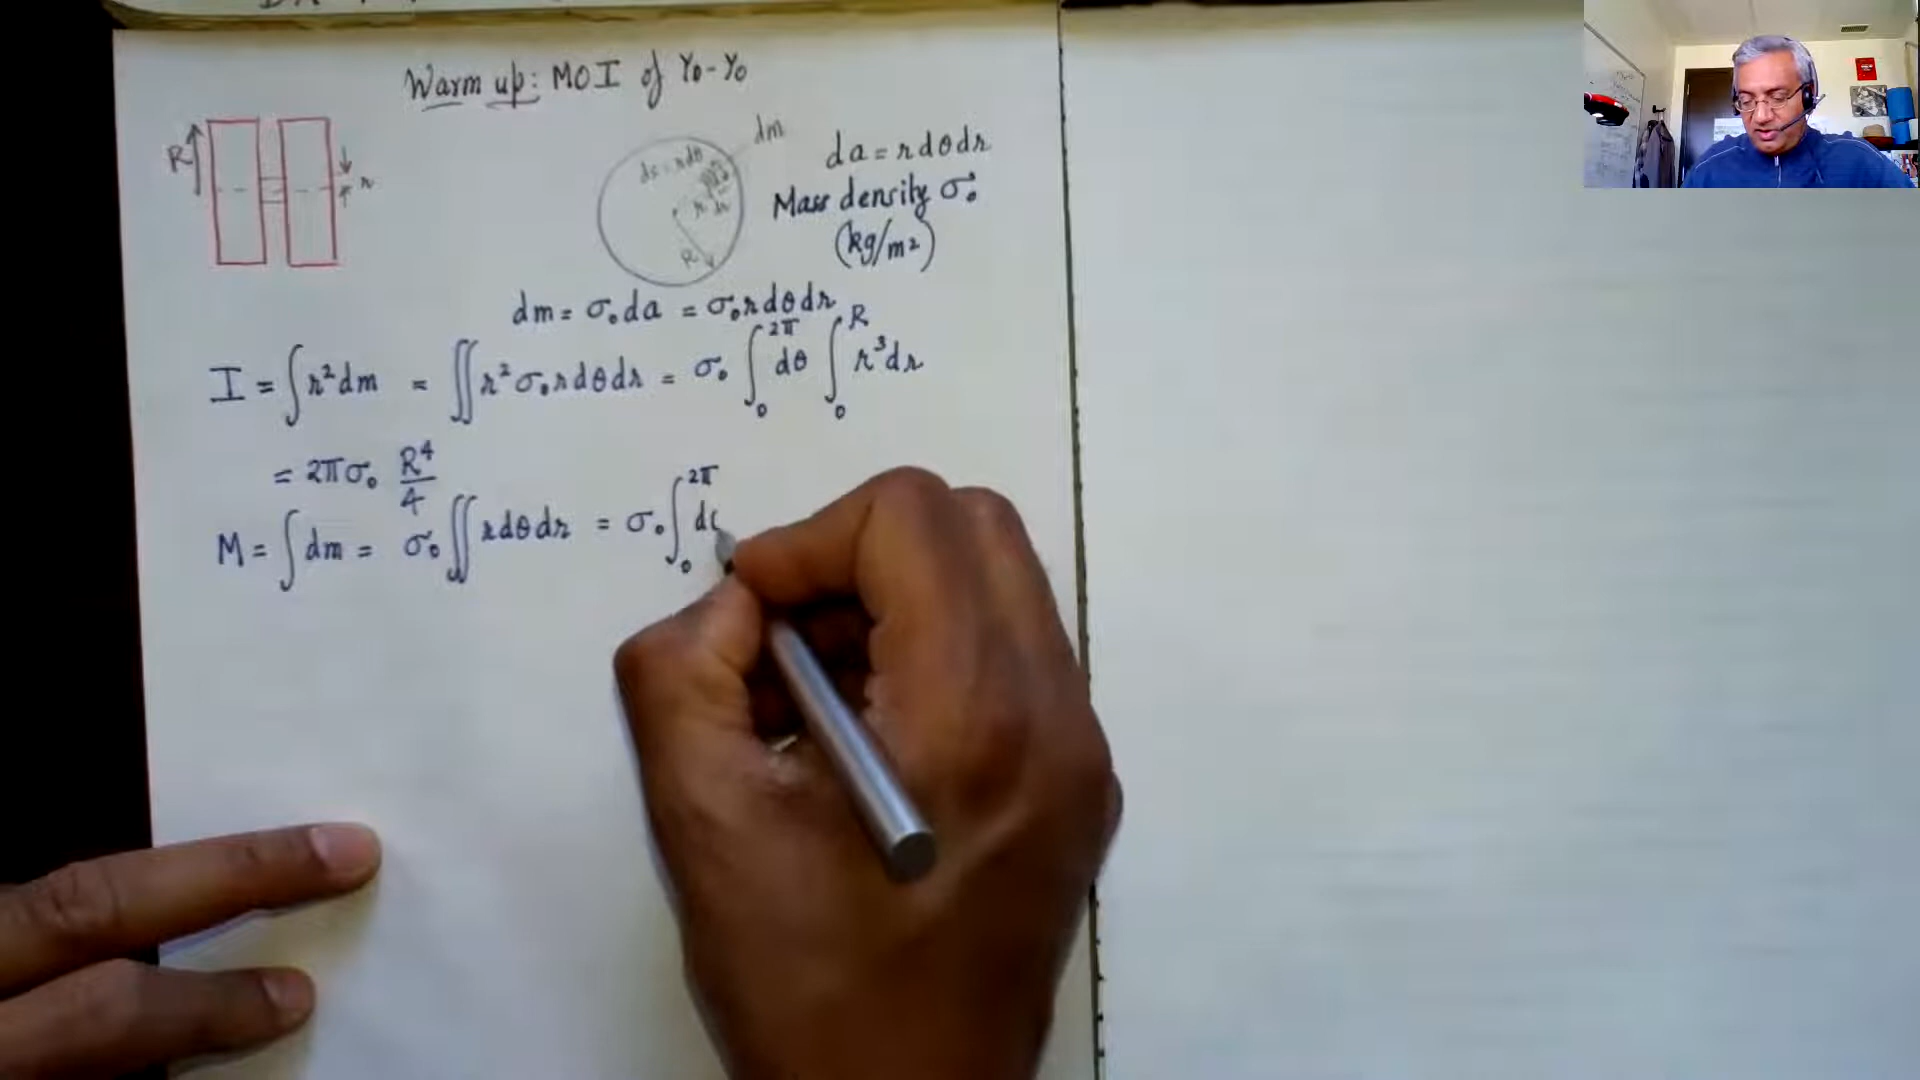 Warm up: MOI of Yo-Yo
R
r
dm
ds = rdθ
r dr
R
da = rdθdr
Mass density σ₀
(kg/m²)
dm = σ₀da = σ₀rdθdr
I = ∫r²dm = ∬r²σ₀rdθdr = σ₀ ∫₀^2π dθ ∫₀^R r³dr
= 2πσ₀ R⁴/4
M = ∫dm = σ₀∬rdθdr = σ₀∫₀^2π d